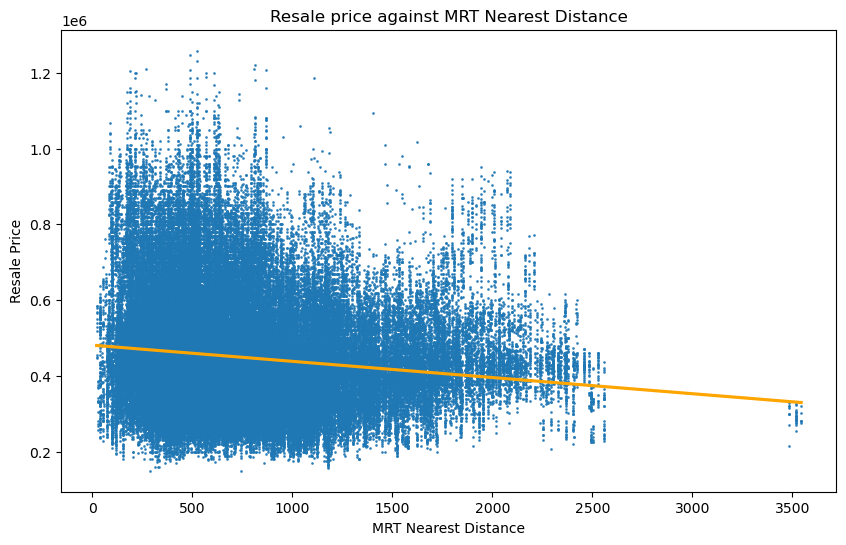 Resale price against MRT Nearest Distance
1e6
1.2
1.0
0.8
0.6
0.4
0.2
Resale Price
0 500 1000 1500 2000 2500 3000 3500
MRT Nearest Distance